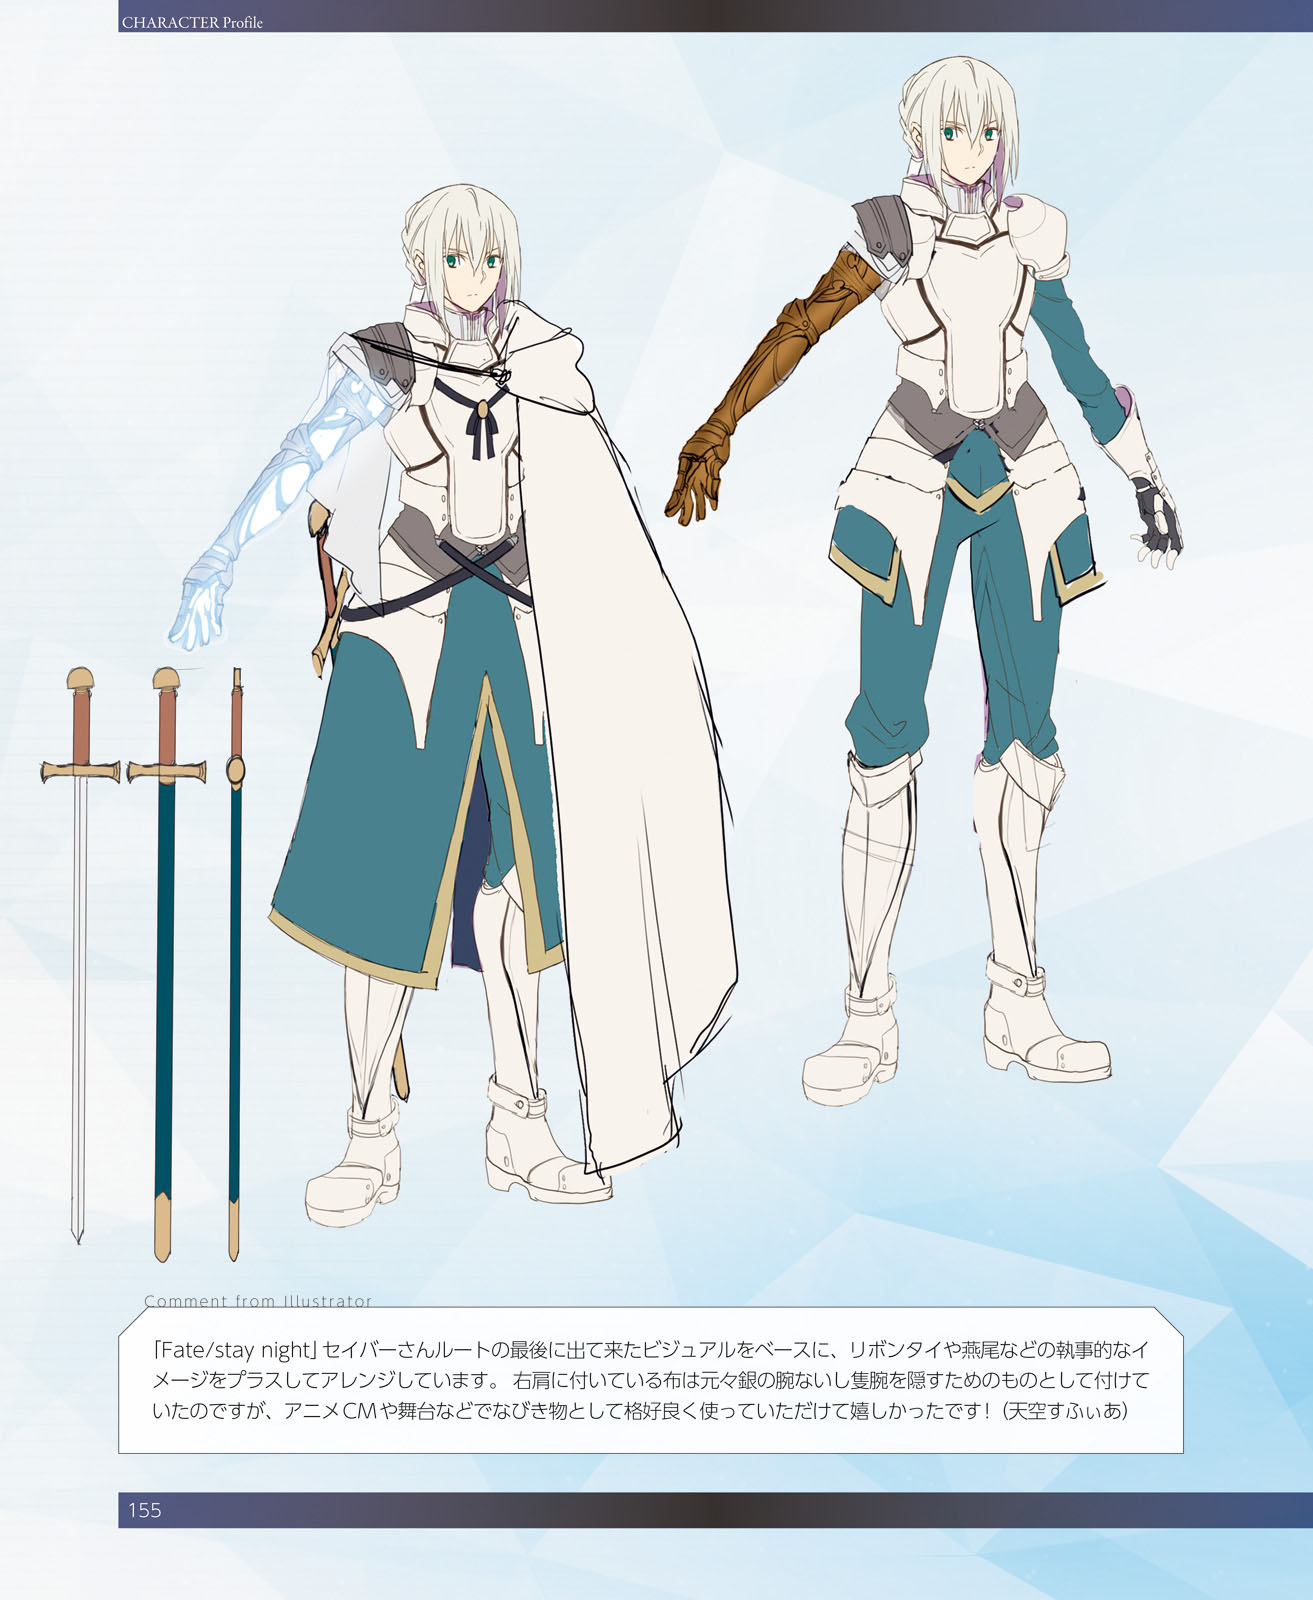 CHARACTER Profile
Comment from Illustrator
「Fate/stay night」セイバーさんルートの最後に出て来たビジュアルをベースに、リボンタイや燕尾などの執事的なイ
メージをプラスしてアレンジしています。右肩に付いている布は元々銀の腕ないし隻腕を隠すためのものとして付けて
いたのですが、アニメCMや舞台などでなびき物として格好良く使っていただけて嬉しかったです！（天空すふぃあ）
155